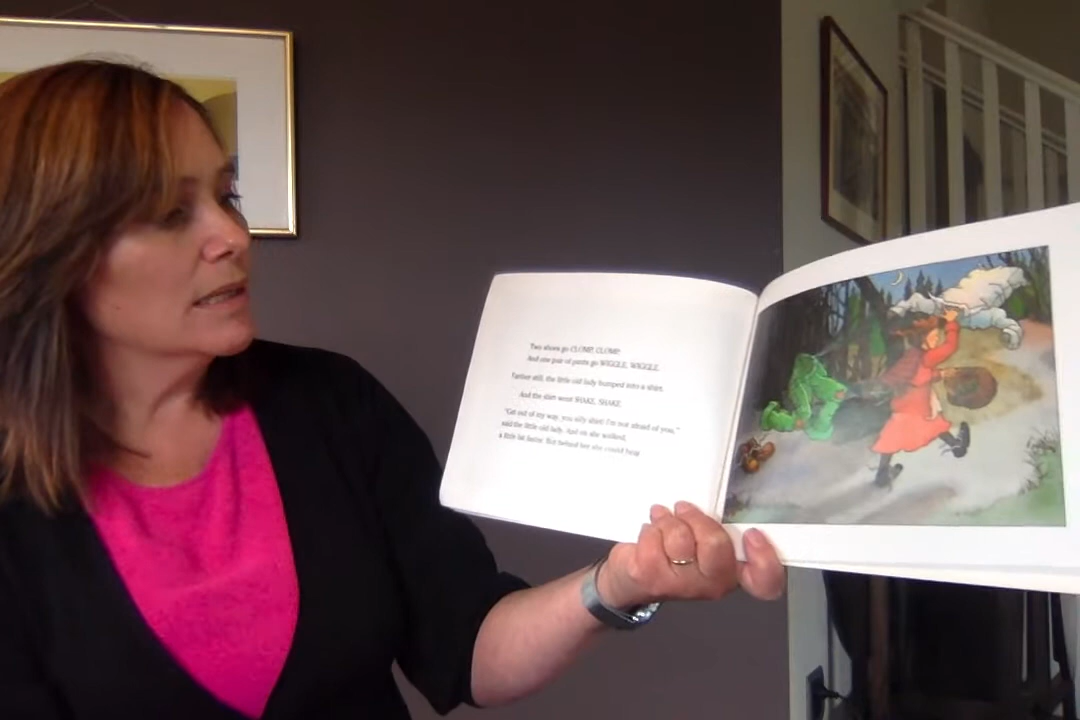 Two shoes go CLOMP, CLOMP,
And one pair of pants go WIGGLE, WIGGLE.
Farther still, the little old lady bumped into a shirt.
And the shirt went SHAKE, SHAKE.
"Get out of my way, you silly shirt! I'm not afraid of you,"
said the little old lady. And on she walked,
a little bit faster. But behind her she could hear